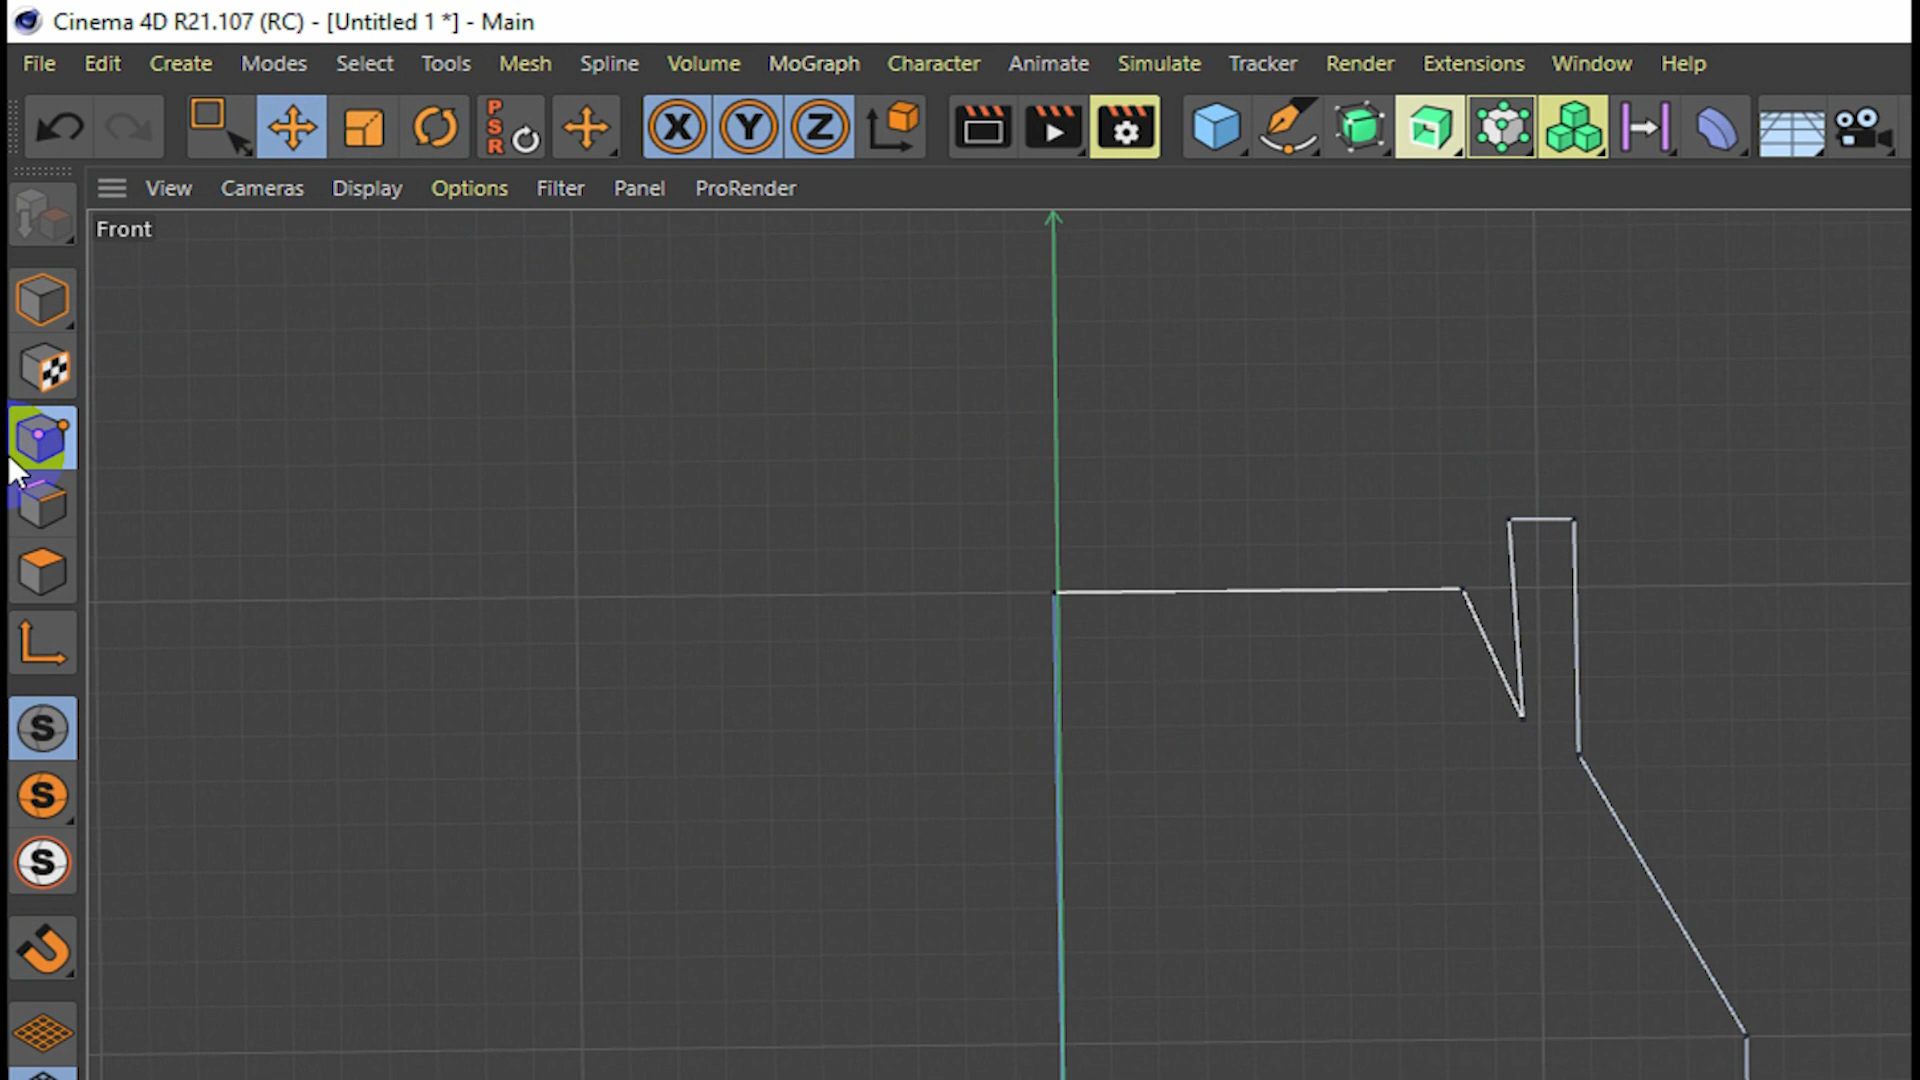 Cinema 4D R21.107 (RC) - [Untitled 1 *] - Main
File Edit Create Modes Select Tools Mesh Spline Volume MoGraph Character Animate Simulate Tracker Render Extensions Window Help
PSR X Y Z
View Cameras Display Options Filter Panel ProRender
Front
S
S
S